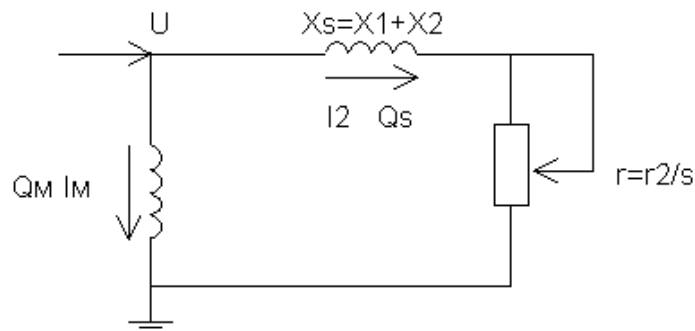 U
Xs=X1+X2
I2 Qs
Qм Iм
r=r2/s